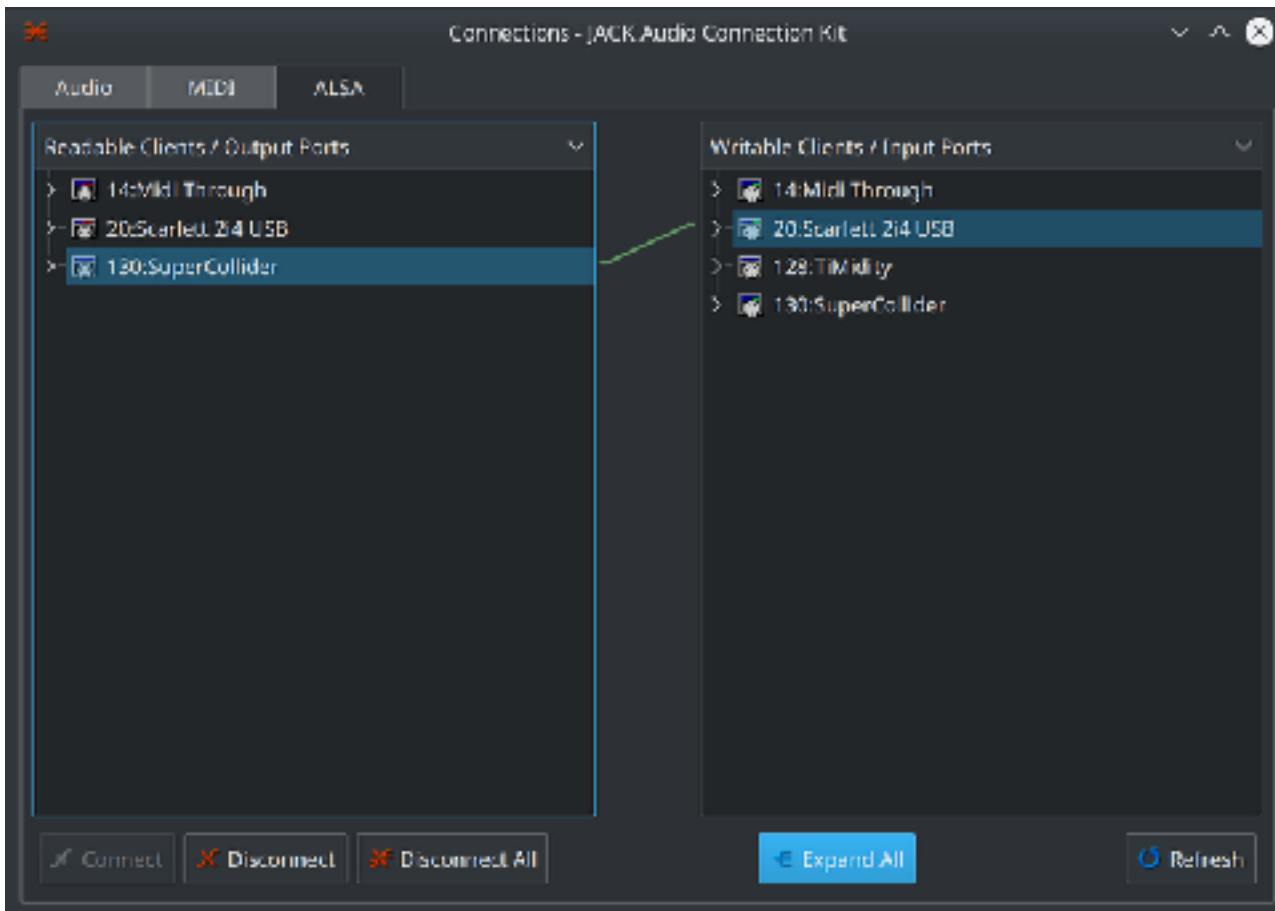 Connections - JACK Audio Connection Kit
Audio MIDI ALSA
Readable Clients / Output Ports
14:Midi Through
20:Scarlett 2i4 USB
130:SuperCollider
Writable Clients / Input Ports
14:Midi Through
20:Scarlett 2i4 USB
128:TiMidity
130:SuperCollider
Connect Disconnect Disconnect All Expand All Refresh